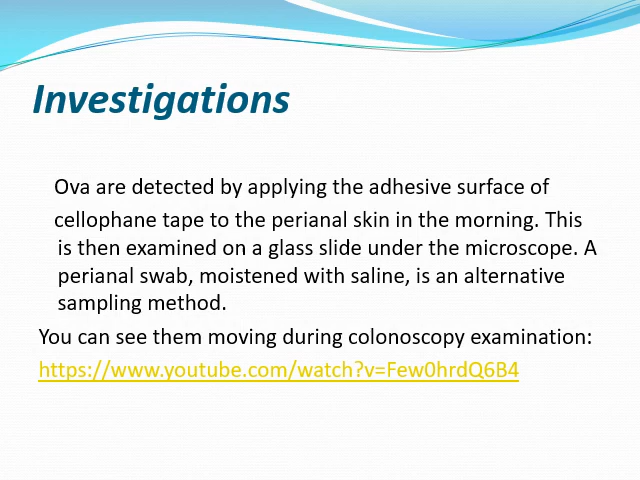 Investigations
Ova are detected by applying the adhesive surface of
cellophane tape to the perianal skin in the morning. This
is then examined on a glass slide under the microscope. A
perianal swab, moistened with saline, is an alternative
sampling method.
You can see them moving during colonoscopy examination:
https://www.youtube.com/watch?v=Few0hrdQ6B4